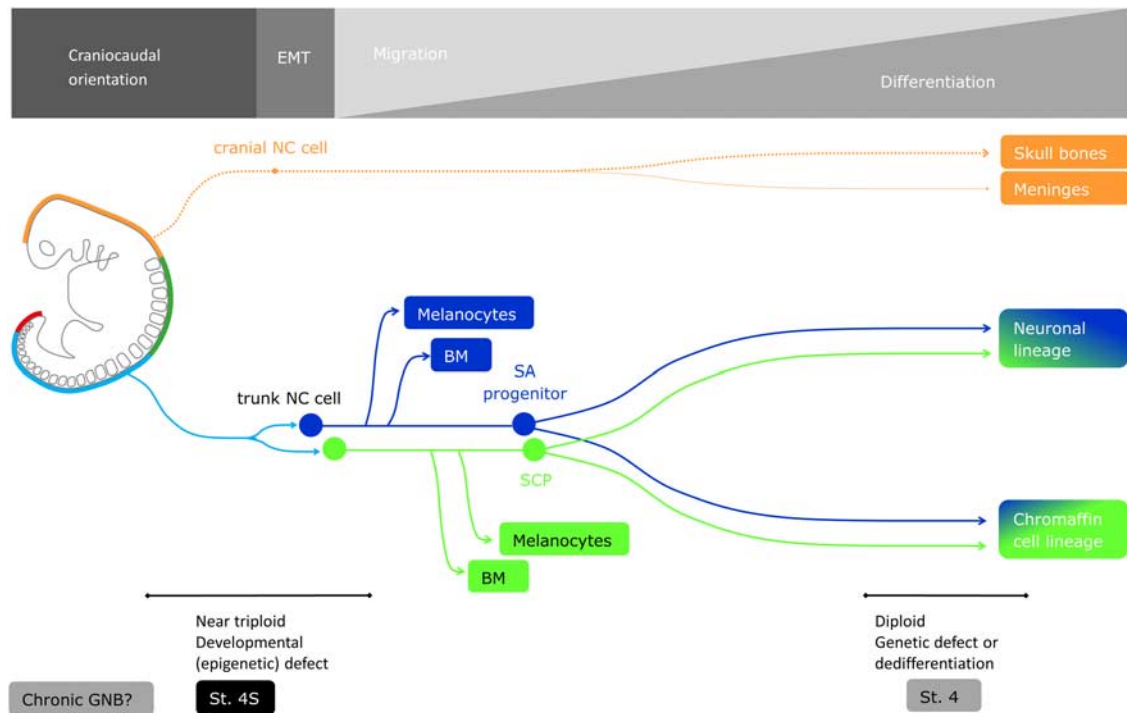 Craniocaudal
orientation
EMT
Migration
Differentiation
cranial NC cell
Skull bones
Meninges
Melanocytes
BM
SA
progenitor
trunk NC cell
Neuronal
lineage
SCP
Melanocytes
BM
Chromaffin
cell lineage
Near triploid
Developmental
(epigenetic) defect
Diploid
Genetic defect or
dedifferentiation
Chronic GNB?
St. 4S
St. 4